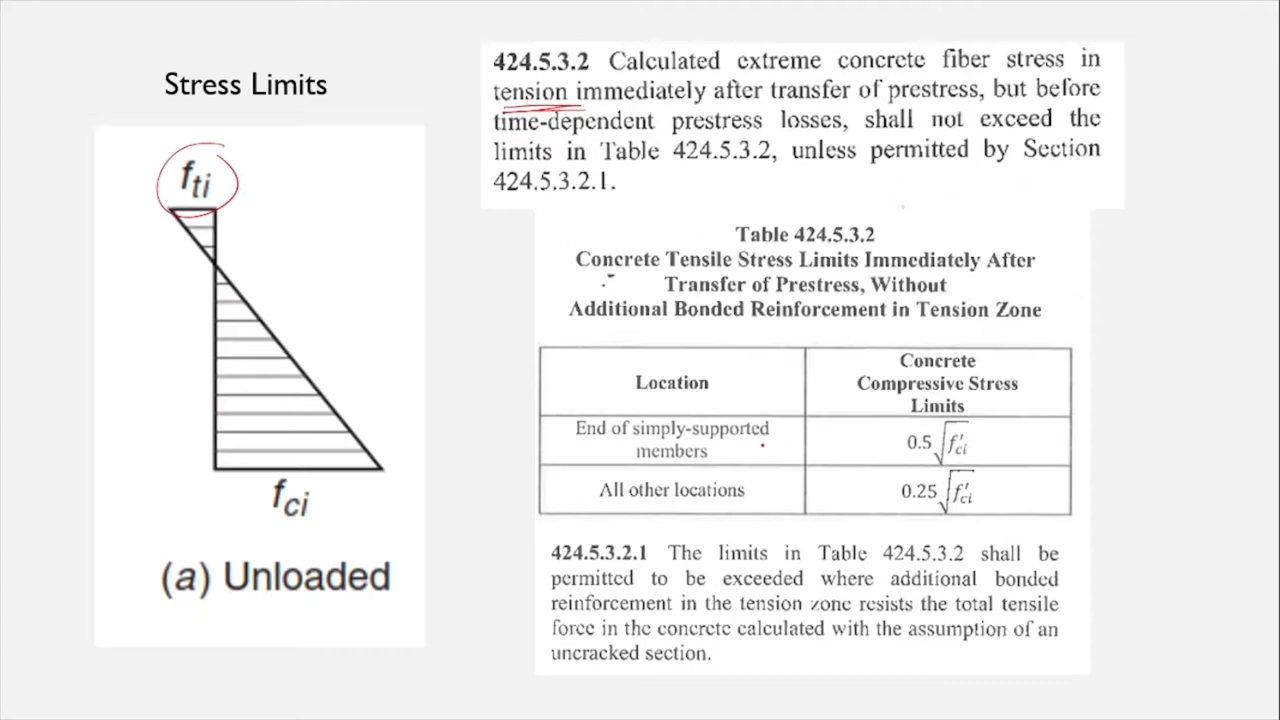 Stress Limits
fti
fci
(a) Unloaded
424.5.3.2 Calculated extreme concrete fiber stress in
tension immediately after transfer of prestress, but before
time-dependent prestress losses, shall not exceed the
limits in Table 424.5.3.2, unless permitted by Section
424.5.3.2.1.
Table 424.5.3.2
Concrete Tensile Stress Limits Immediately After
Transfer of Prestress, Without
Additional Bonded Reinforcement in Tension Zone
Location
Concrete
Compressive Stress
Limits
End of simply-supported
members
0.5√f′ci
All other locations
0.25√f′ci
424.5.3.2.1 The limits in Table 424.5.3.2 shall be
permitted to be exceeded where additional bonded
reinforcement in the tension zone resists the total tensile
force in the concrete calculated with the assumption of an
uncracked section.